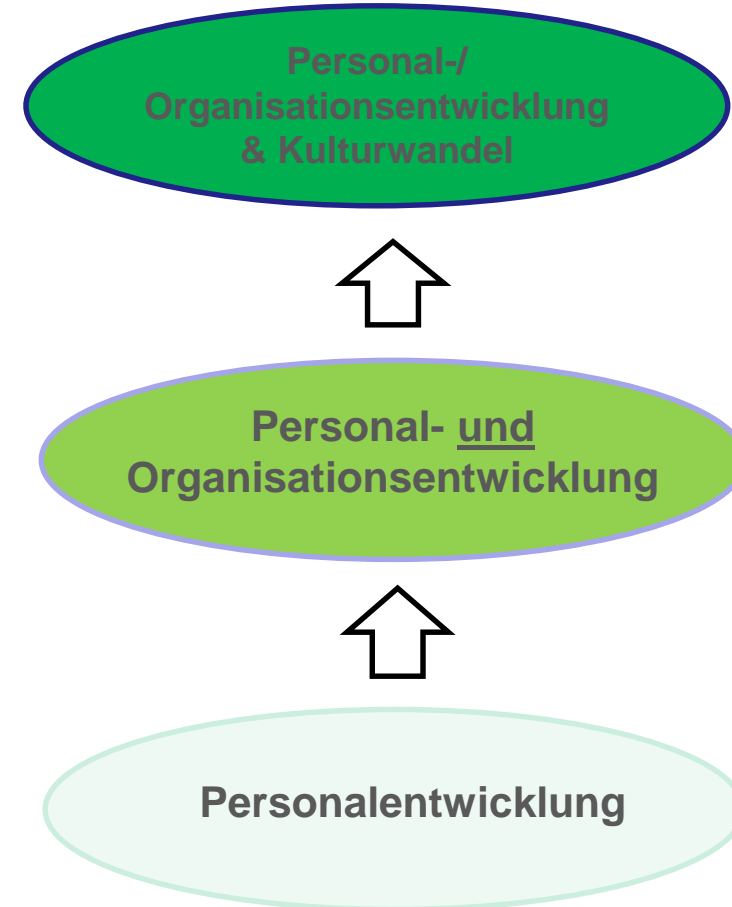 Personal-/
Organisationsentwicklung
& Kulturwandel
Personal- und
Organisationsentwicklung
Personalentwicklung